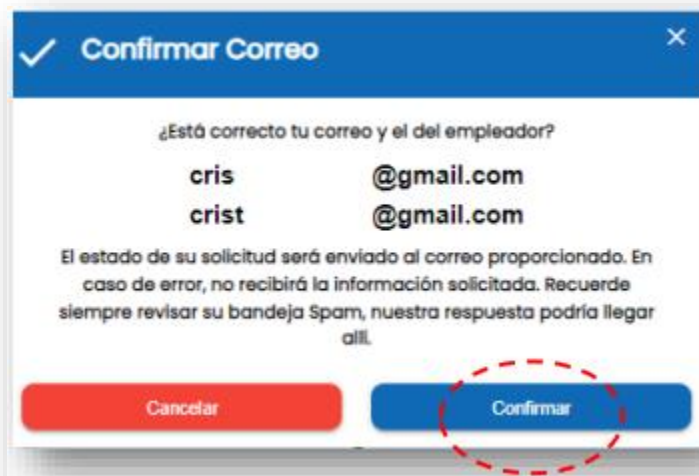 Confirmar Correo
¿Está correcto tu correo y el del empleador?
cris @gmail.com
crist @gmail.com
El estado de su solicitud será enviado al correo proporcionado. En
caso de error, no recibirá la información solicitada. Recuerde
siempre revisar su bandeja Spam, nuestra respuesta podría llegar
allí.
Cancelar Confirmar